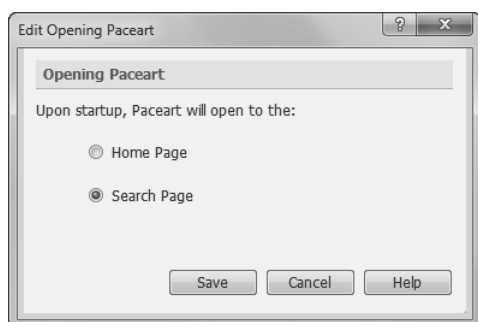 Edit Opening Paceart
Opening Paceart
Upon startup, Paceart will open to the:
Home Page
Search Page
Save Cancel Help